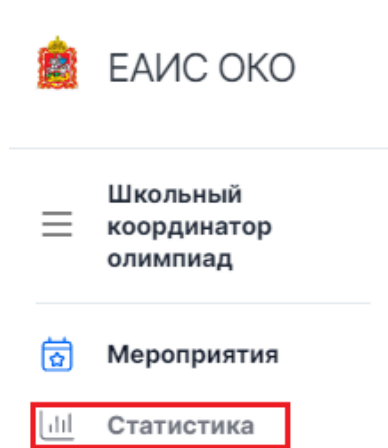 ЕАИС ОКО
Школьный
координатор
олимпиад
Мероприятия
Статистика